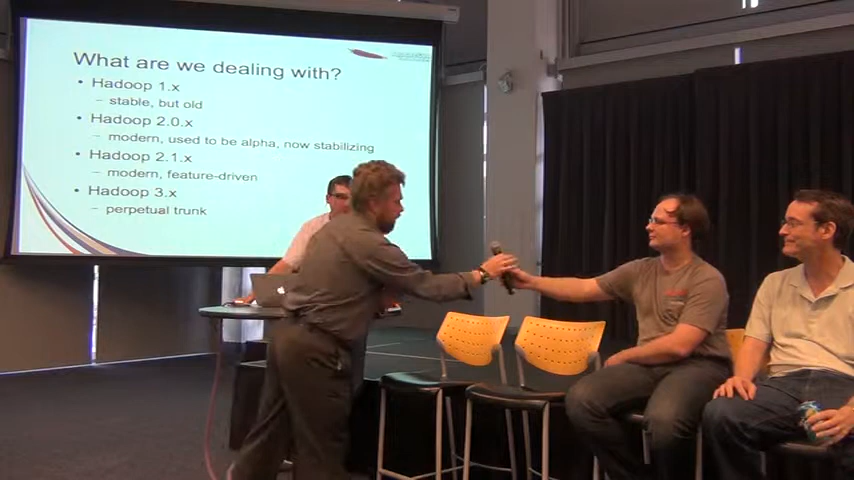 What are we dealing with?
• Hadoop 1.x
– stable, but old
• Hadoop 2.0.x
– modern, used to be alpha, now stabilizing
• Hadoop 2.1.x
– modern, feature-driven
• Hadoop 3.x
– perpetual trunk